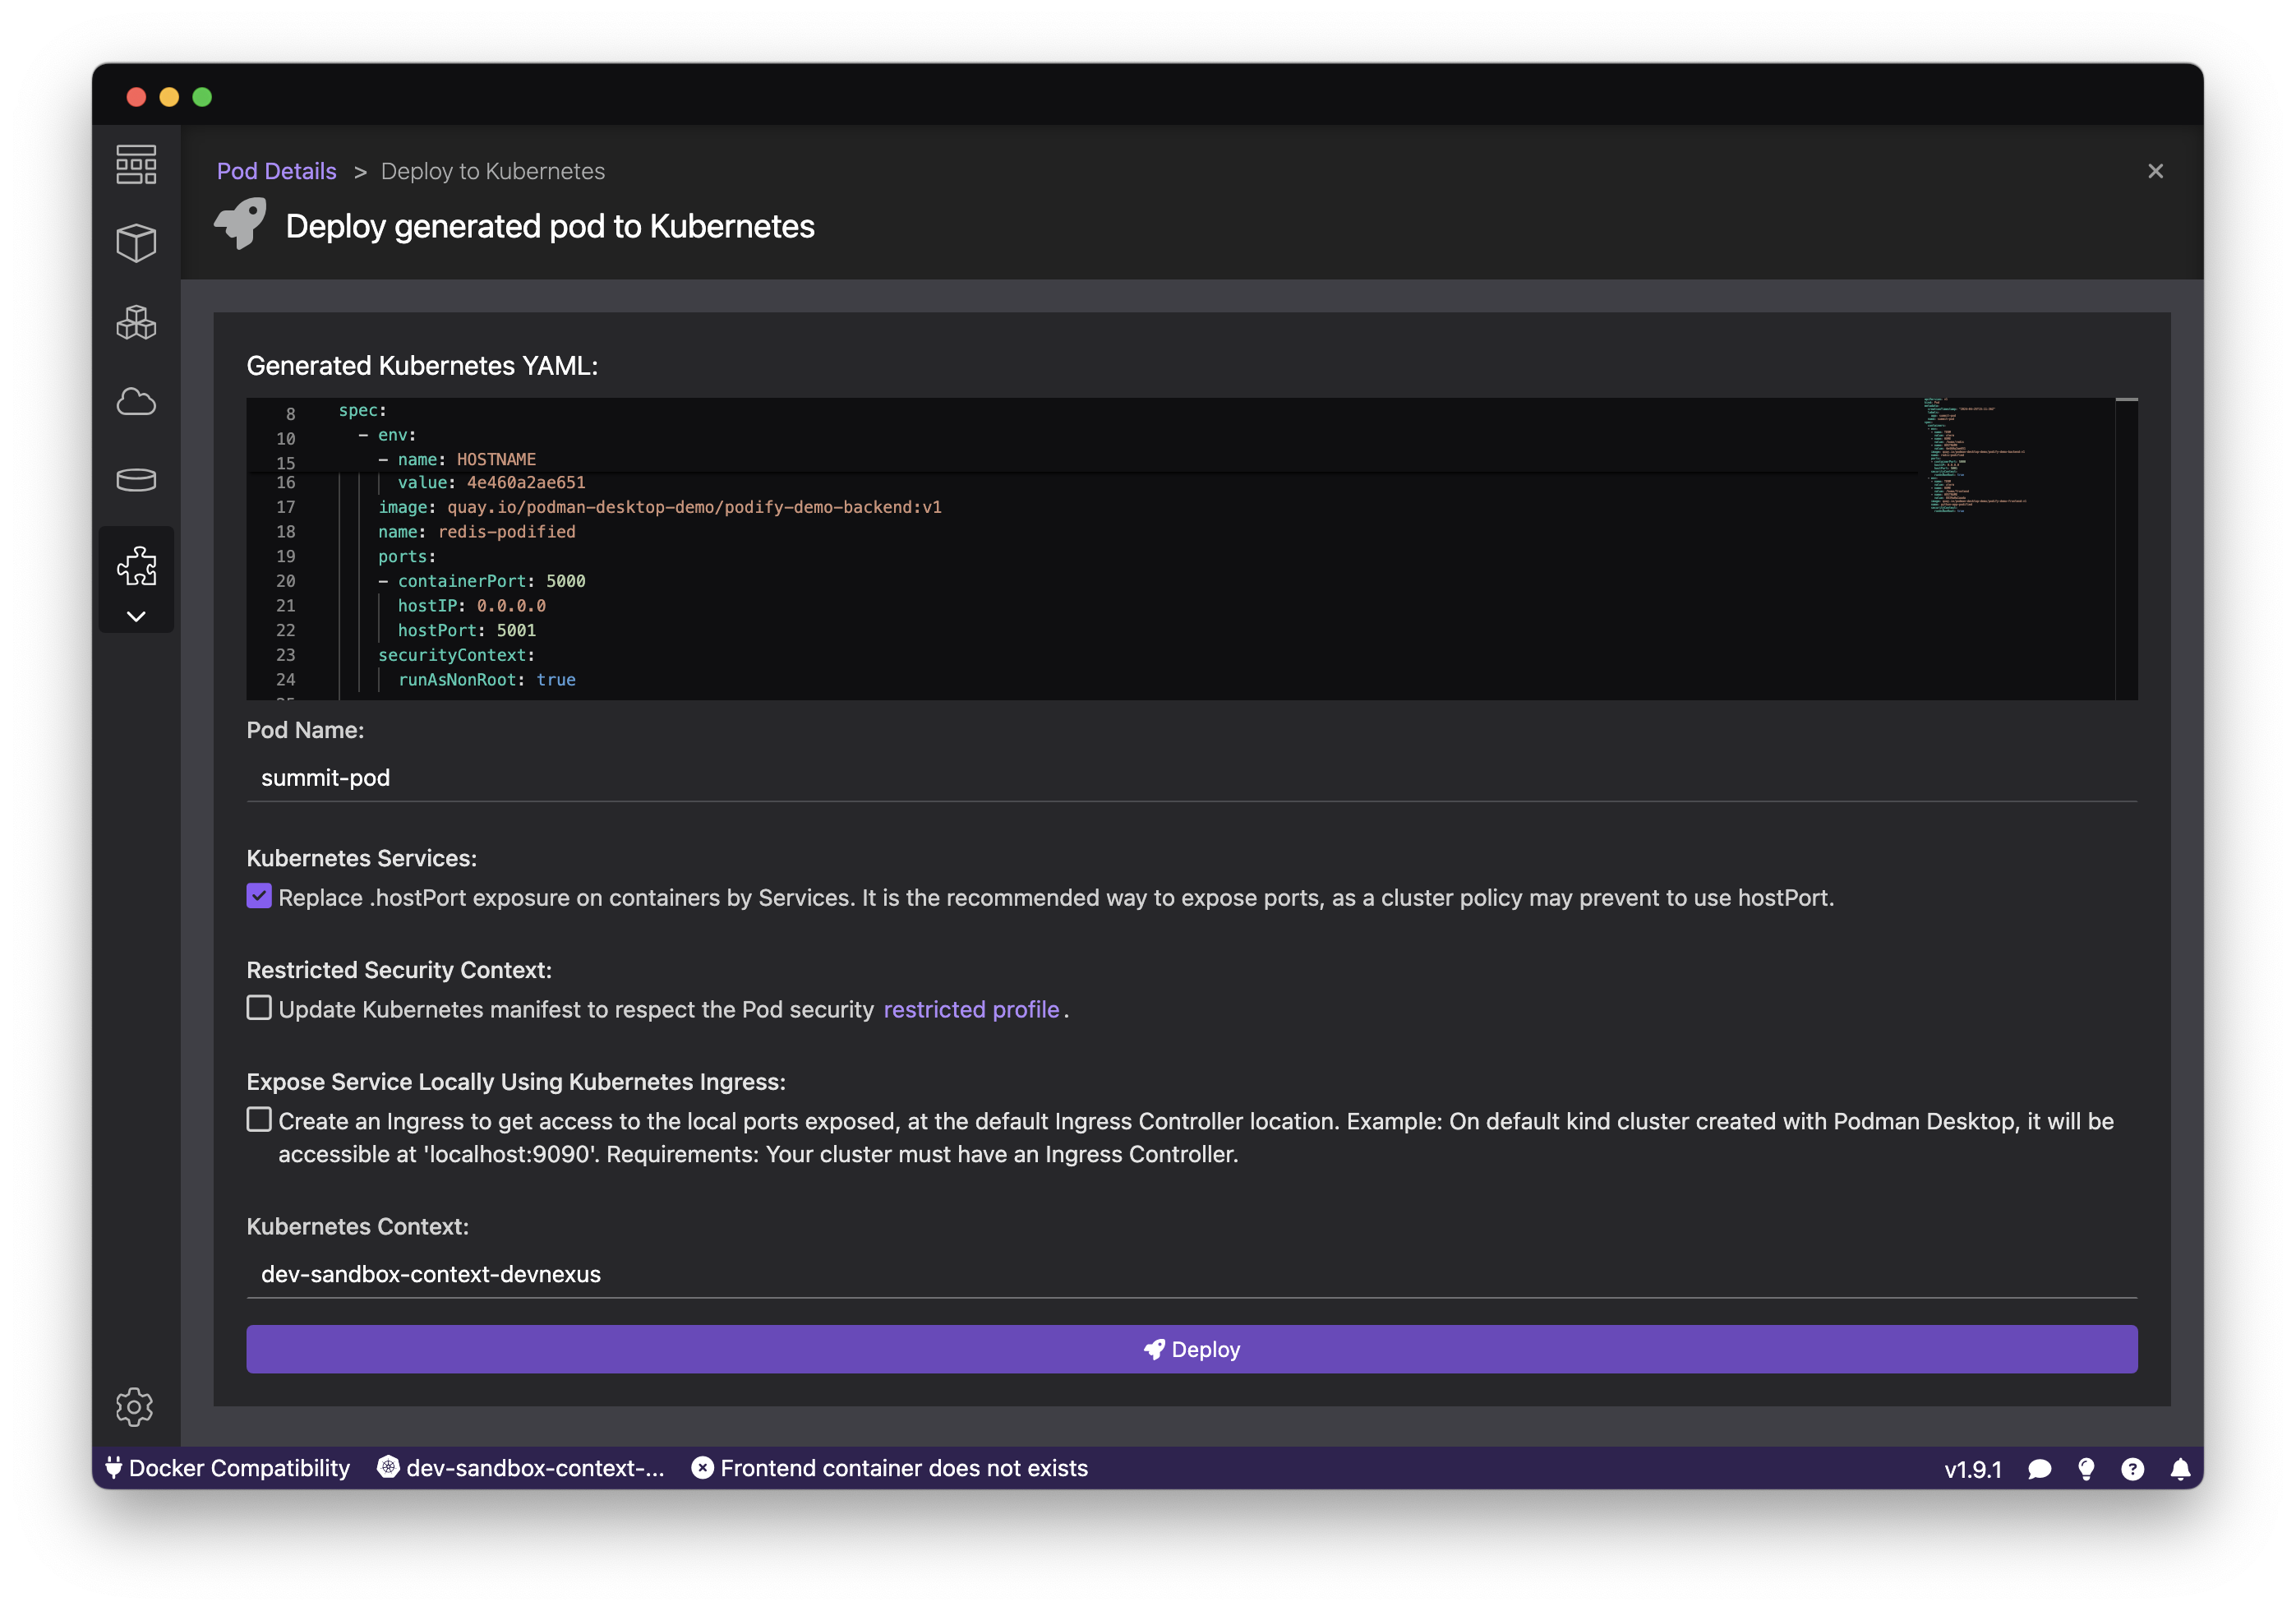 Pod Details > Deploy to Kubernetes
Deploy generated pod to Kubernetes
Generated Kubernetes YAML:
8 spec:
10 - env:
15 - name: HOSTNAME
16 value: 4e460a2ae651
17 image: quay.io/podman-desktop-demo/podify-demo-backend:v1
18 name: redis-podified
19 ports:
20 - containerPort: 5000
21 hostIP: 0.0.0.0
22 hostPort: 5001
23 securityContext:
24 runAsNonRoot: true
Pod Name:
summit-pod
Kubernetes Services:
Replace .hostPort exposure on containers by Services. It is the recommended way to expose ports, as a cluster policy may prevent to use hostPort.
Restricted Security Context:
Update Kubernetes manifest to respect the Pod security restricted profile.
Expose Service Locally Using Kubernetes Ingress:
Create an Ingress to get access to the local ports exposed, at the default Ingress Controller location. Example: On default kind cluster created with Podman Desktop, it will be
accessible at 'localhost:9090'. Requirements: Your cluster must have an Ingress Controller.
Kubernetes Context:
dev-sandbox-context-devnexus
Deploy
Docker Compatibility dev-sandbox-context-... Frontend container does not exists v1.9.1